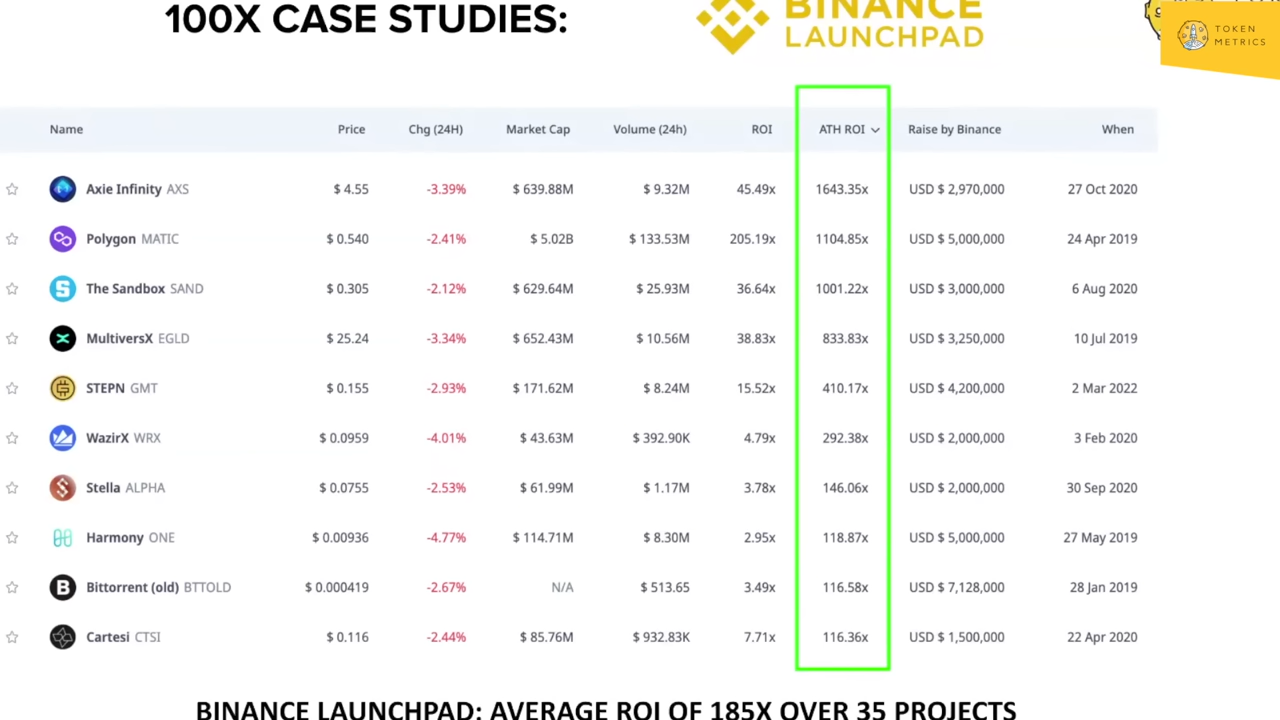 100X CASE STUDIES:
BINANCE
LAUNCHPAD
TOKEN
METRICS
Name Price Chg (24H) Market Cap Volume (24h) ROI ATH ROI Raise by Binance When
Axie Infinity AXS $ 4.55 -3.39% $ 639.88M $ 9.32M 45.49x 1643.35x USD $ 2,970,000 27 Oct 2020
Polygon MATIC $ 0.540 -2.41% $ 5.02B $ 133.53M 205.19x 1104.85x USD $ 5,000,000 24 Apr 2019
The Sandbox SAND $ 0.305 -2.12% $ 629.64M $ 25.93M 36.64x 1001.22x USD $ 3,000,000 6 Aug 2020
MultiversX EGLD $ 25.24 -3.34% $ 652.43M $ 10.56M 38.83x 833.83x USD $ 3,250,000 10 Jul 2019
STEPN GMT $ 0.155 -2.93% $ 171.62M $ 8.24M 15.52x 410.17x USD $ 4,200,000 2 Mar 2022
WazirX WRX $ 0.0959 -4.01% $ 43.63M $ 392.90K 4.79x 292.38x USD $ 2,000,000 3 Feb 2020
Stella ALPHA $ 0.0755 -2.53% $ 61.99M $ 1.17M 3.78x 146.06x USD $ 2,000,000 30 Sep 2020
Harmony ONE $ 0.00936 -4.77% $ 114.71M $ 8.30M 2.95x 118.87x USD $ 5,000,000 27 May 2019
Bittorrent (old) BTTOLD $ 0.000419 -2.67% N/A $ 513.65 3.49x 116.58x USD $ 7,128,000 28 Jan 2019
Cartesi CTSI $ 0.116 -2.44% $ 85.76M $ 932.83K 7.71x 116.36x USD $ 1,500,000 22 Apr 2020
BINANCE LAUNCHPAD: AVERAGE ROI OF 185X OVER 35 PROJECTS